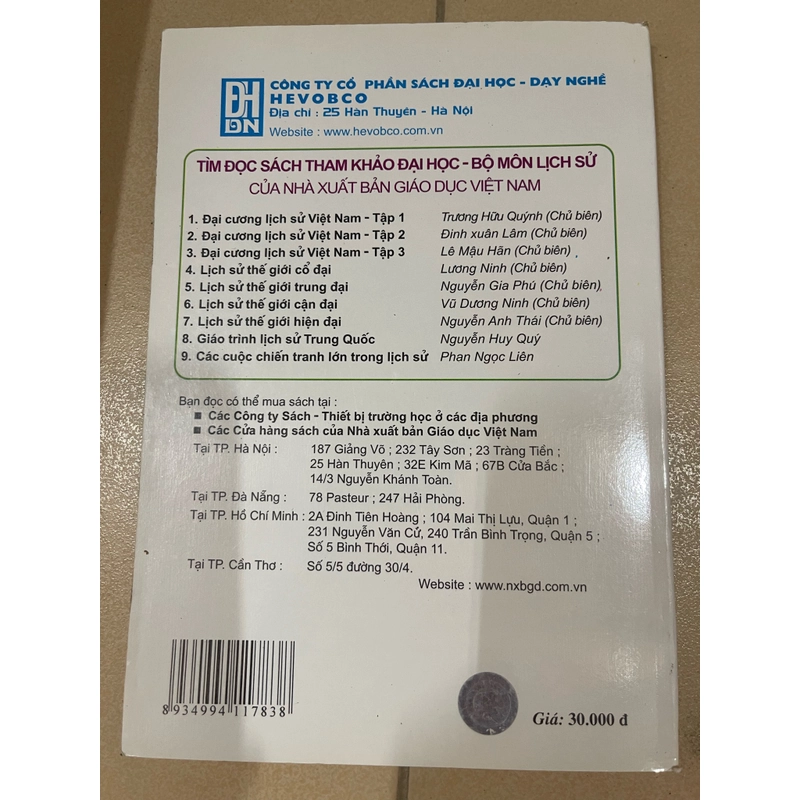 ĐH
DN
CÔNG TY CỔ PHẦN SÁCH ĐẠI HỌC - DẠY NGHỀ
HEVOBCO
Địa chỉ : 25 Hàn Thuyên - Hà Nội
Website : www.hevobco.com.vn
TÌM ĐỌC SÁCH THAM KHẢO ĐẠI HỌC - BỘ MÔN LỊCH SỬ
CỦA NHÀ XUẤT BẢN GIÁO DỤC VIỆT NAM
1. Đại cương lịch sử Việt Nam - Tập 1 Trương Hữu Quýnh (Chủ biên)
2. Đại cương lịch sử Việt Nam - Tập 2 Đinh xuân Lâm (Chủ biên)
3. Đại cương lịch sử Việt Nam - Tập 3 Lê Mậu Hãn (Chủ biên)
4. Lịch sử thế giới cổ đại Lương Ninh (Chủ biên)
5. Lịch sử thế giới trung đại Nguyễn Gia Phú (Chủ biên)
6. Lịch sử thế giới cận đại Vũ Dương Ninh (Chủ biên)
7. Lịch sử thế giới hiện đại Nguyễn Anh Thái (Chủ biên)
8. Giáo trình lịch sử Trung Quốc Nguyễn Huy Quý
9. Các cuộc chiến tranh lớn trong lịch sử Phan Ngọc Liên
Bạn đọc có thể mua sách tại :
■ Các Công ty Sách - Thiết bị trường học ở các địa phương
■ Các Cửa hàng sách của Nhà xuất bản Giáo dục Việt Nam
Tại TP. Hà Nội : 187 Giảng Võ ; 232 Tây Sơn ; 23 Tràng Tiền ;
25 Hàn Thuyên ; 32E Kim Mã ; 67B Cửa Bắc ;
14/3 Nguyễn Khánh Toàn.
Tại TP. Đà Nẵng : 78 Pasteur ; 247 Hải Phòng.
Tại TP. Hồ Chí Minh : 2A Đinh Tiên Hoàng ; 104 Mai Thị Lựu, Quận 1 ;
231 Nguyễn Văn Cừ, 240 Trần Bình Trọng, Quận 5 ;
Số 5 Bình Thới, Quận 11.
Tại TP. Cần Thơ : Số 5/5 đường 30/4.
Website : www.nxbgd.com.vn
8934994117838
Giá: 30.000 đ